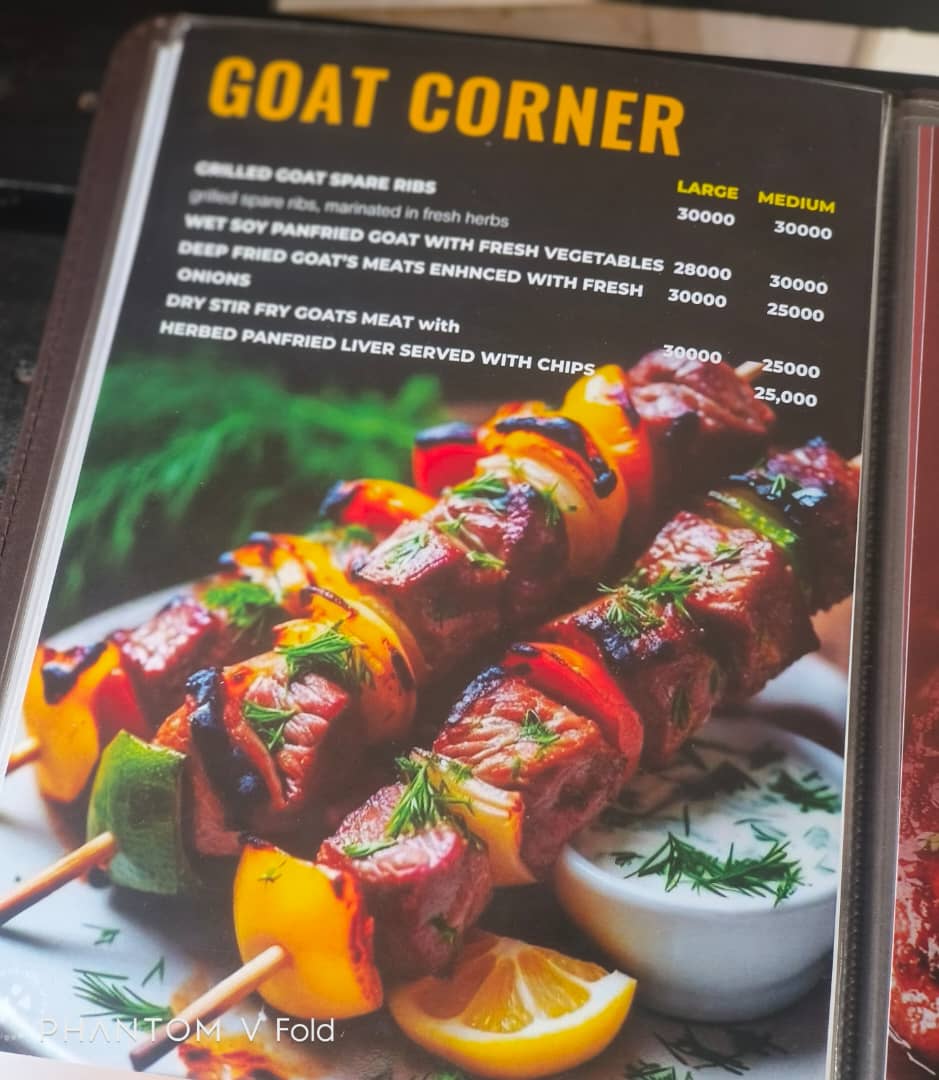 GOAT CORNER
LARGE MEDIUM
GRILLED GOAT SPARE RIBS 30000 30000
grilled spare ribs, marinated in fresh herbs
WET SOY PANFRIED GOAT WITH FRESH VEGETABLES 28000 30000
DEEP FRIED GOAT'S MEATS ENHNCED WITH FRESH 30000 25000
ONIONS
DRY STIR FRY GOATS MEAT with 30000 25000
HERBED PANFRIED LIVER SERVED WITH CHIPS 25,000
PHANTOM V Fold